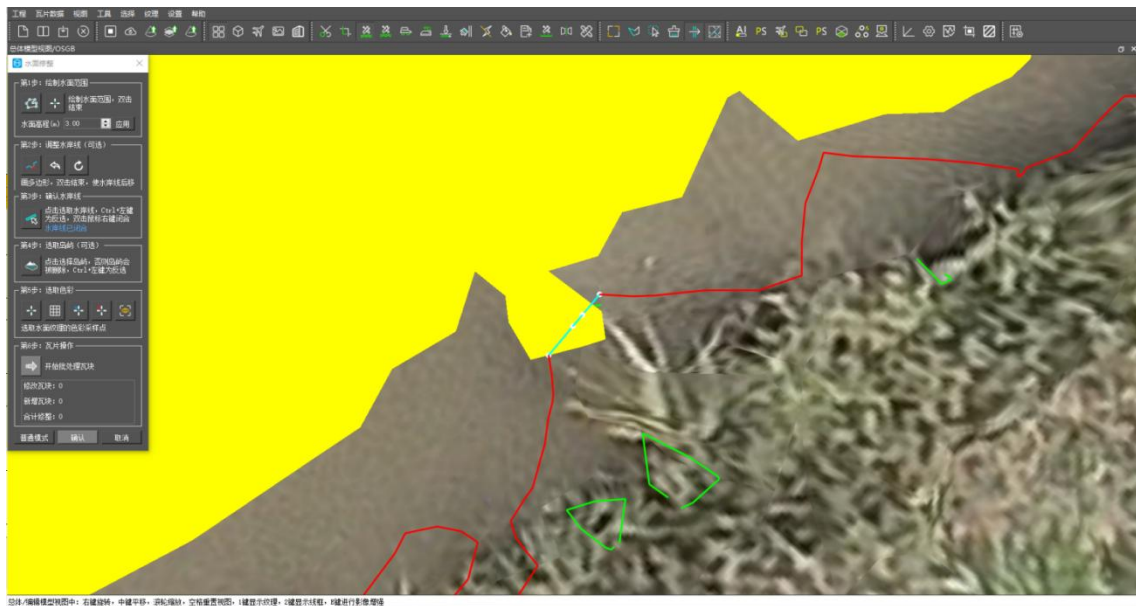 工程 瓦片数据 视图 工具 选择 纹理 设置 帮助
AI PS PS
总体模型视图/OSGB
水面修整
第1步: 绘制水面范围
绘制水面范围, 双击
结束
水面高程(m) 3.00 应用
第2步: 调整水岸线(可选)
画多边形, 双击结束, 使水岸线后移
第3步: 确认水岸线
点击选取水岸线, Ctrl+左键
为反选, 双击鼠标右键闭合
水岸线已闭合
第4步: 选取岛屿(可选)
点击选择岛屿, 否则岛屿会
被删除, Ctrl+左键为反选
第5步: 选取色彩
选取水面纹理的色彩采样点
第6步: 瓦片操作
开始批处理瓦块
修改瓦块: 0
新增瓦块: 0
合计修整: 0
普通模式 确认 取消
总体/编辑模型视图中: 右键旋转, 中键平移, 滚轮缩放, 空格重置视图, 1键显示纹理, 2键显示线框, B键进行影像增强